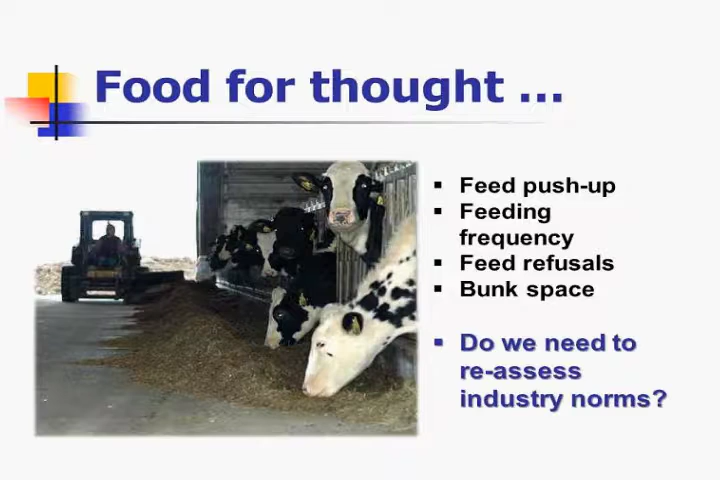 Food for thought ...
Feed push-up
Feeding
frequency
Feed refusals
Bunk space
Do we need to
re-assess
industry norms?